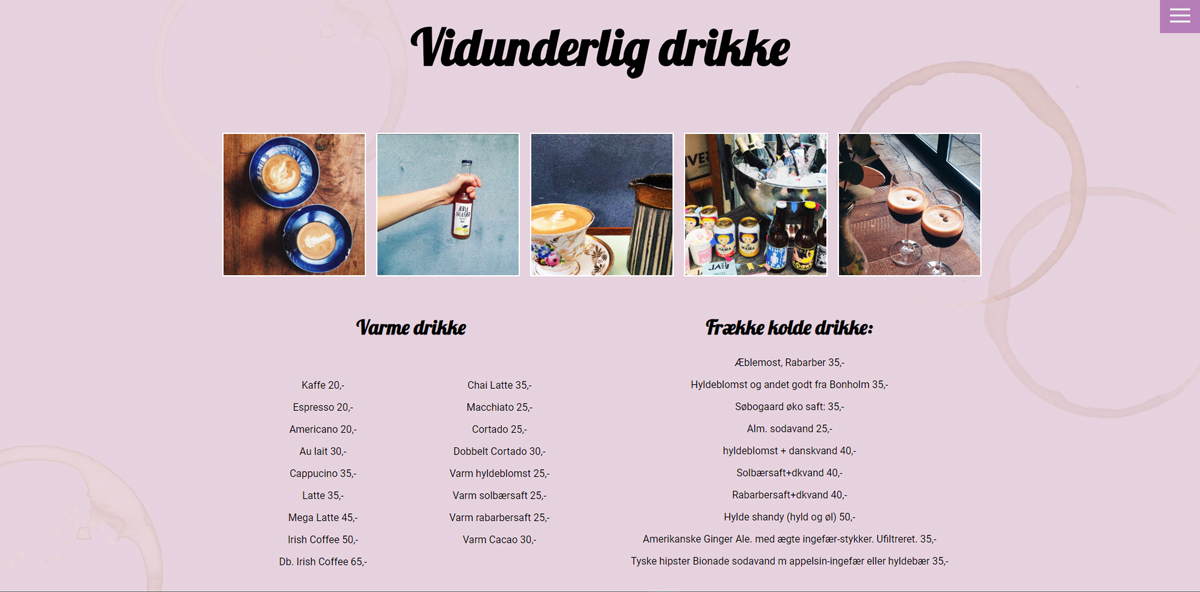 Vidunderlig drikke
Varme drikke
Kaffe 20,-
Espresso 20,-
Americano 20,-
Au lait 30,-
Cappucino 35,-
Latte 35,-
Mega Latte 45,-
Irish Coffee 50,-
Db. Irish Coffee 65,-
Chai Latte 35,-
Macchiato 25,-
Cortado 25,-
Dobbelt Cortado 30,-
Varm hyldeblomst 25,-
Varm solbærsaft 25,-
Varm rabarbersaft 25,-
Varm Cacao 30,-
Frække kolde drikke:
Æblemost, Rabarber 35,-
Hyldeblomst og andet godt fra Bonholm 35,-
Søbogaard øko saft: 35,-
Alm. sodavand 25,-
hyldeblomst + danskvand 40,-
Solbærsaft+dkvand 40,-
Rabarbersaft+dkvand 40,-
Hylde shandy (hyld og øl) 50,-
Amerikanske Ginger Ale. med ægte ingefær-stykker. Ufiltreret. 35,-
Tyske hipster Bionade sodavand m appelsin-ingefær eller hyldebær 35,-